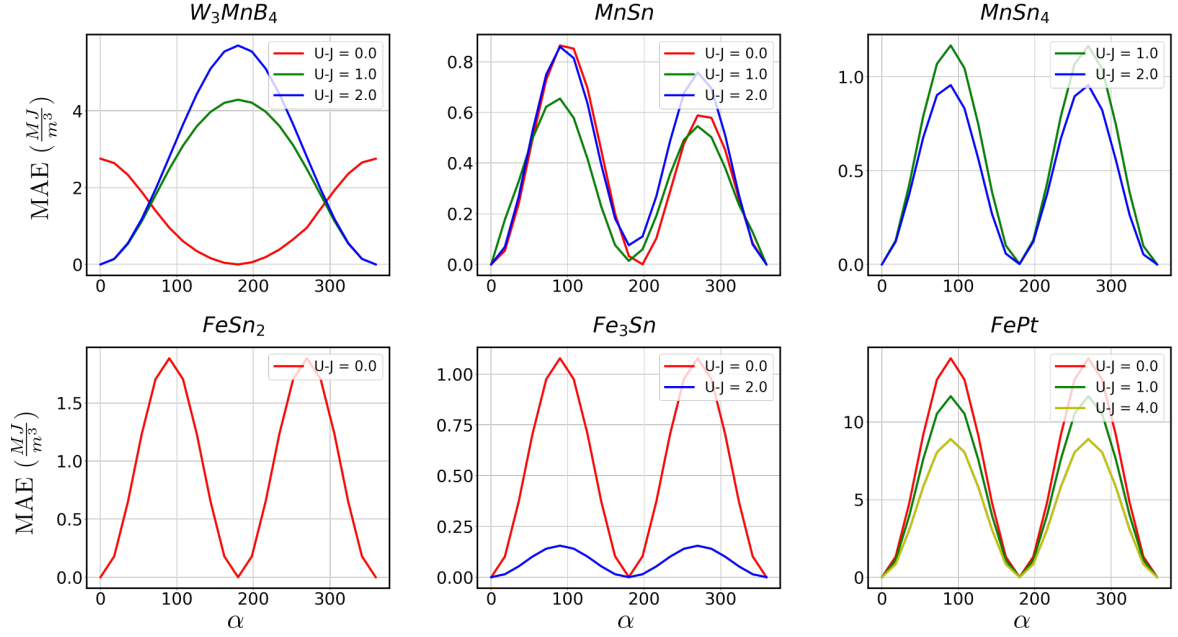 W₃MnB₄
MnSn
MnSn₄
MAE (MJ/m³)
U-J = 0.0
U-J = 1.0
U-J = 2.0
4
2
0
0 100 200 300
U-J = 0.0
U-J = 1.0
U-J = 2.0
0.8
0.6
0.4
0.2
0.0
0 100 200 300
U-J = 1.0
U-J = 2.0
1.0
0.5
0.0
0 100 200 300
FeSn₂
Fe₃Sn
FePt
MAE (MJ/m³)
U-J = 0.0
1.5
1.0
0.5
0.0
0 100 200 300
α
U-J = 0.0
U-J = 2.0
1.00
0.75
0.50
0.25
0.00
0 100 200 300
α
U-J = 0.0
U-J = 1.0
U-J = 4.0
10
5
0
0 100 200 300
α